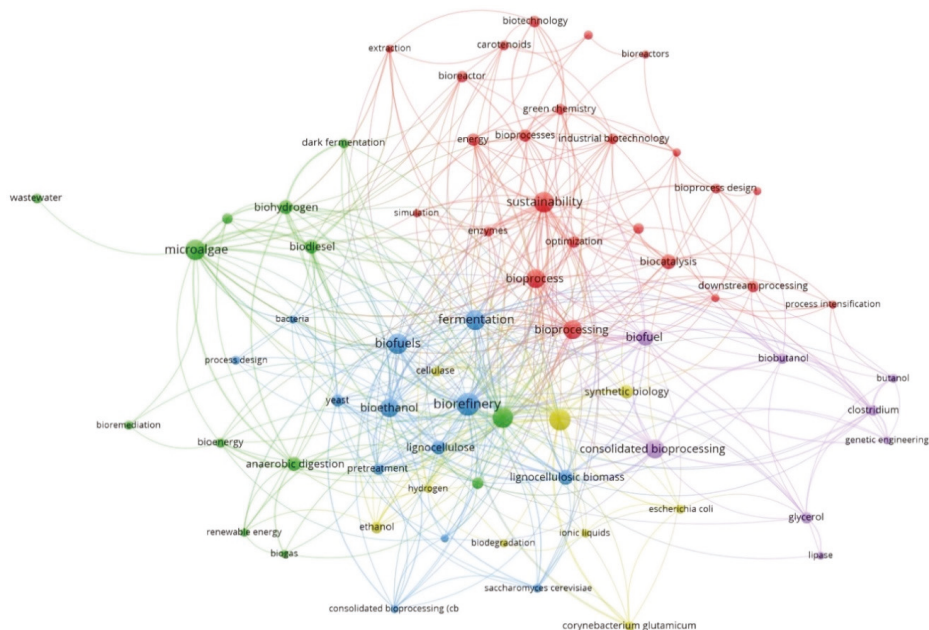 biotechnology
carotenoids
extraction
bioreactors
bioreactor
green chemistry
bioprocesses
industrial biotechnology
energy
dark fermentation
bioprocess design
wastewater
sustainability
biohydrogen
simulation
enzymes
optimization
biodiesel
microalgae
biocatalysis
bioprocess
downstream processing
process intensification
bacteria
fermentation
bioprocessing
biofuel
biofuels
process design
biobutanol
cellulase
butanol
synthetic biology
yeast
bioethanol
biorefinery
clostridium
bioremediation
genetic engineering
bioenergy
lignocellulose
consolidated bioprocessing
anaerobic digestion
pretreatment
lignocellulosic biomass
hydrogen
escherichia coli
glycerol
ethanol
renewable energy
ionic liquids
biodegradation
biogas
lipase
saccharomyces cerevisiae
consolidated bioprocessing (cb
corynebacterium glutamicum